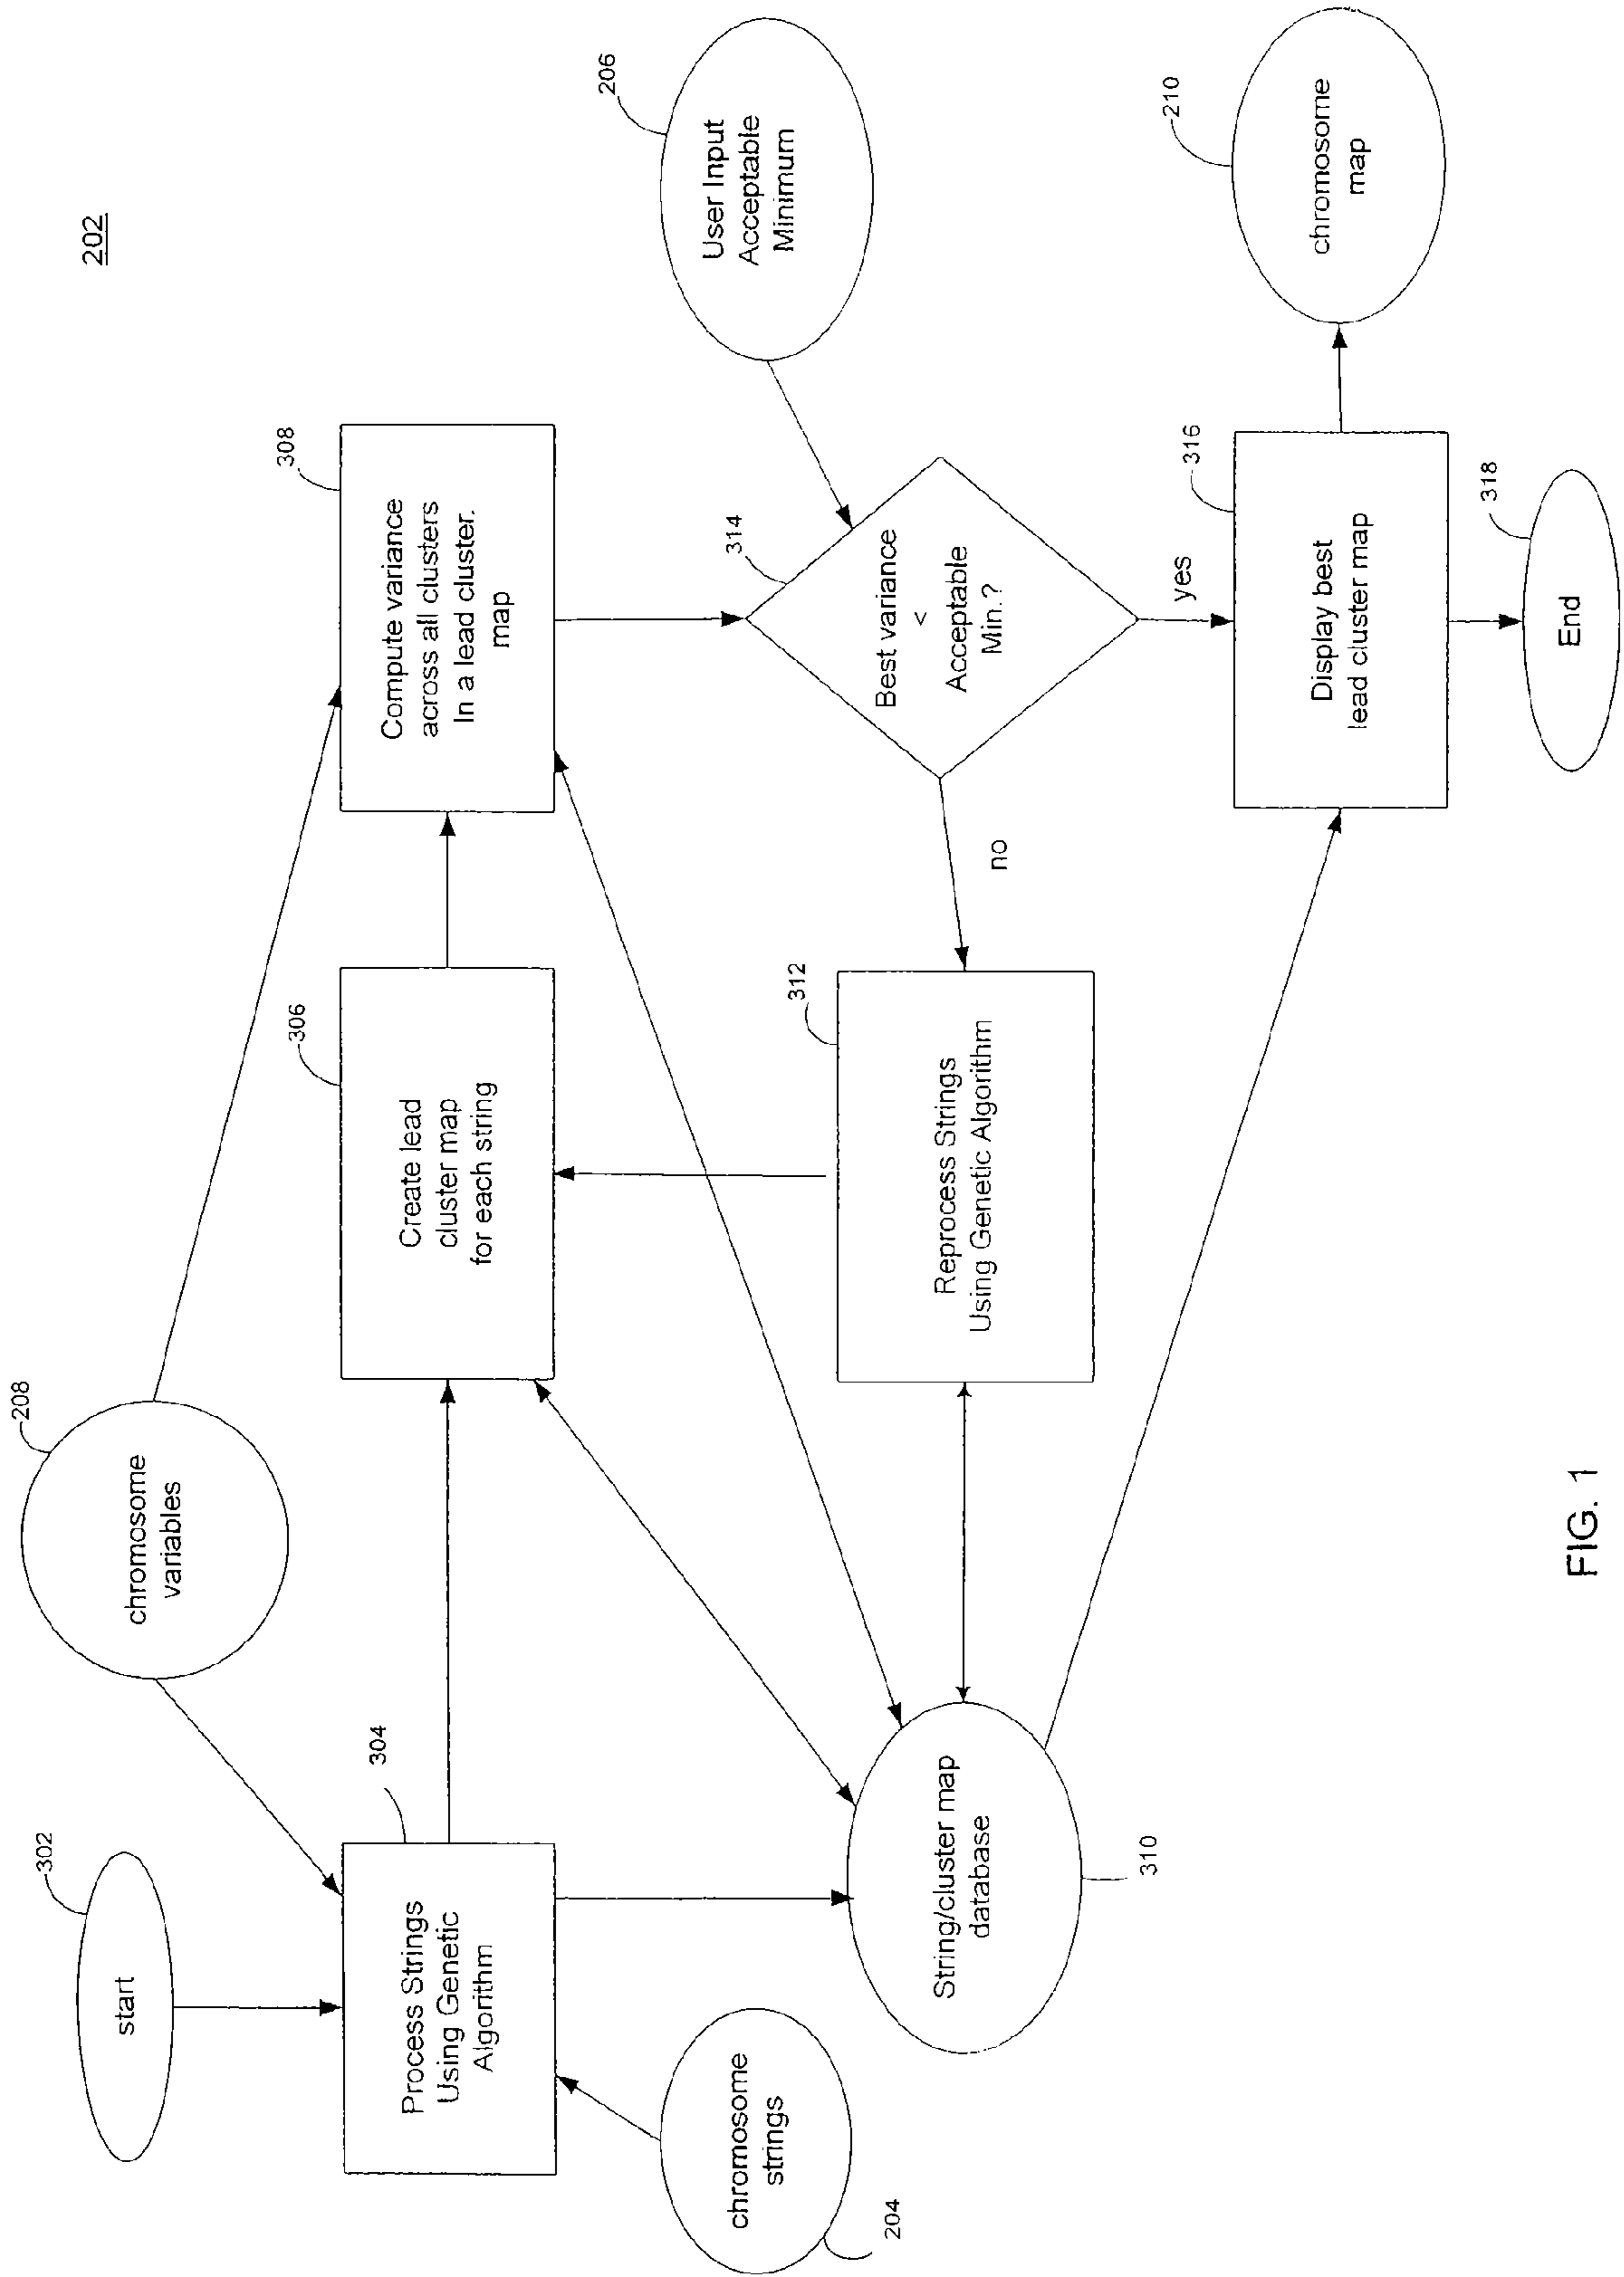 202
302
start
208
chromosome
variables
304
Process Strings
Using Genetic
Algorithm
306
Create lead
cluster map
for each string
308
Compute variance
across all clusters
In a lead cluster.
map
204
chromosome
strings
310
String/cluster map
database
312
Reprocess Strings
Using Genetic Algorithm
no
314
Best variance
<
Acceptable
Min.?
yes
206
User Input
Acceptable
Minimum
316
Display best
lead cluster map
210
chromosome
map
318
End
FIG. 1